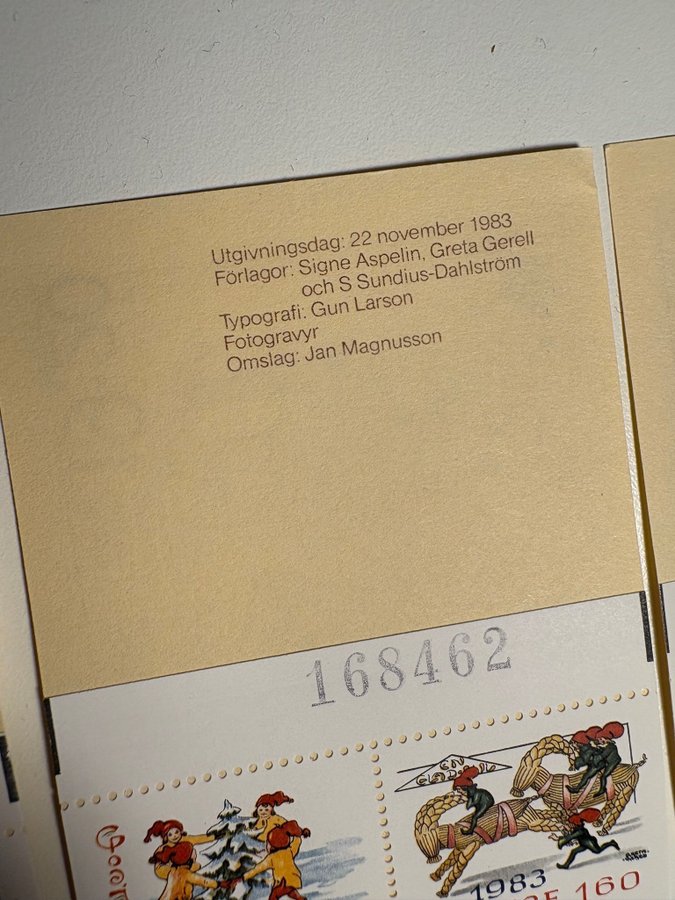 Utgivningsdag: 22 november 1983
Förlagor: Signe Aspelin, Greta Gerell
och S Sundius-Dahlström
Typografi: Gun Larson
Fotogravyr
Omslag: Jan Magnusson
168462
1983
160